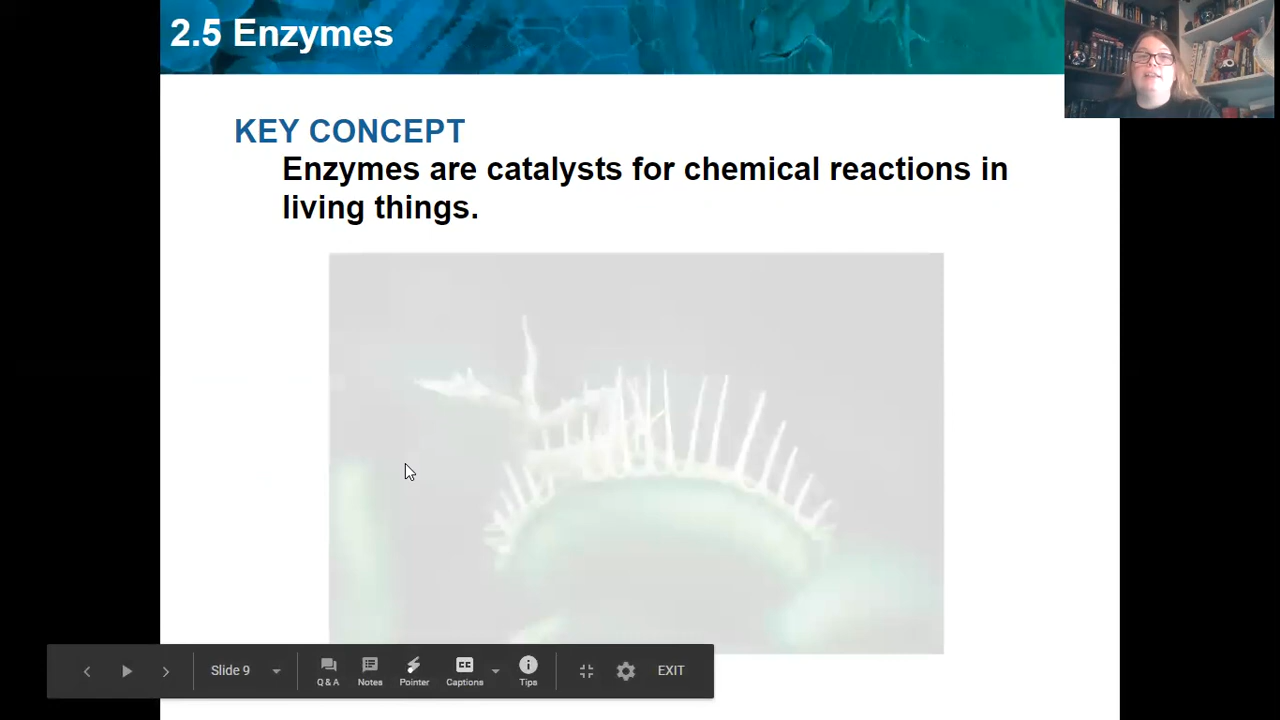 2.5 Enzymes
KEY CONCEPT
Enzymes are catalysts for chemical reactions in
living things.
Slide 9
Q & A
Notes
Pointer
CC
Captions
Tips
EXIT